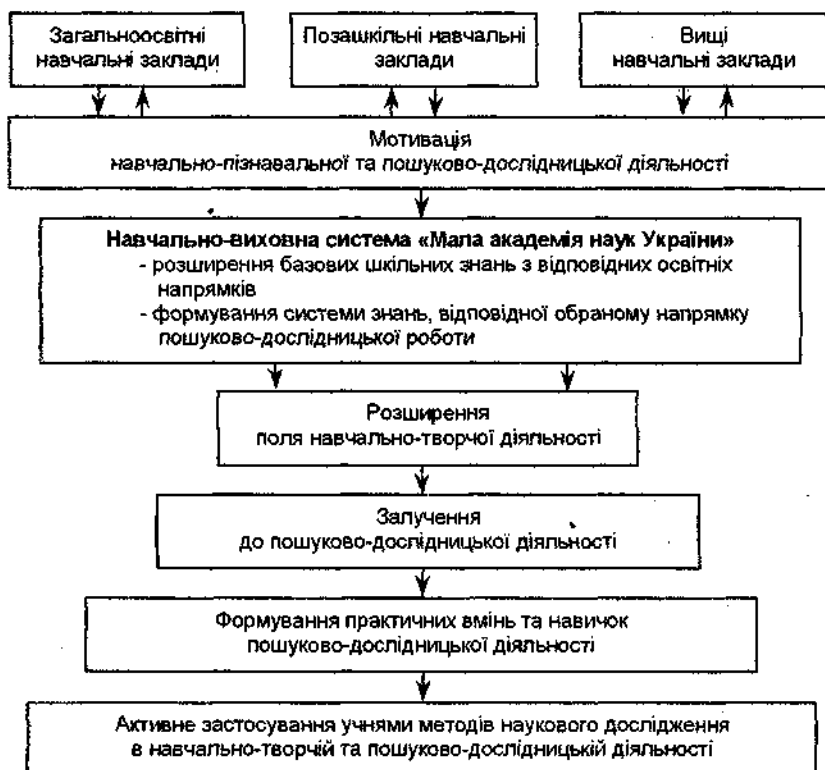 Загальноосвітні
навчальні заклади
Позашкільні навчальні
заклади
Вищі
навчальні заклади
Мотивація
навчально-пізнавальної та пошуково-дослідницької діяльності
Навчально-виховна система «Мала академія наук України»
- розширення базових шкільних знань з відповідних освітніх
напрямків
- формування системи знань, відповідної обраному напрямку
пошуково-дослідницької роботи
Розширення
поля навчально-творчої діяльності
Залучення
до пошуково-дослідницької діяльності
Формування практичних вмінь та навичок
пошуково-дослідницької діяльності
Активне застосування учнями методів наукового дослідження
в навчально-творчій та пошуково-дослідницькій діяльності